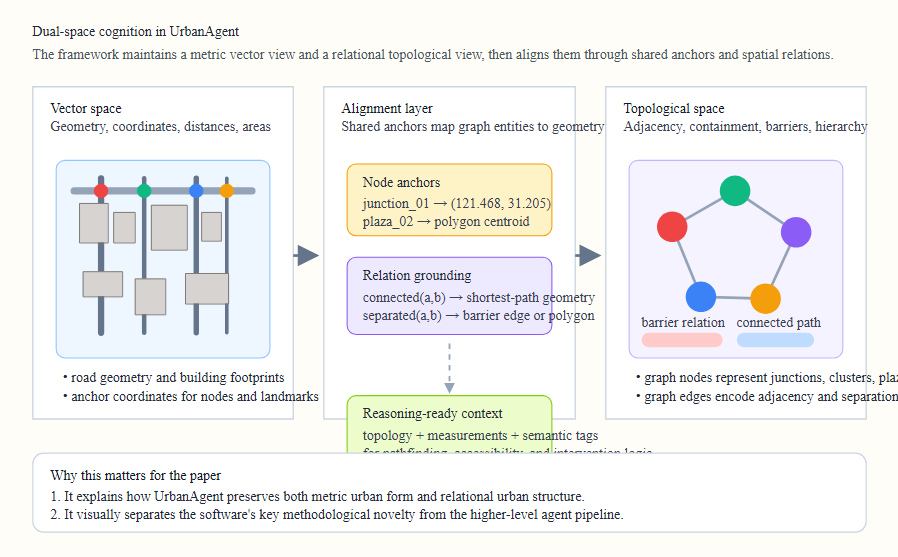 Dual-space cognition in UrbanAgent
The framework maintains a metric vector view and a relational topological view, then aligns them through shared anchors and spatial relations.
Vector space
Geometry, coordinates, distances, areas
• road geometry and building footprints
• anchor coordinates for nodes and landmarks
Alignment layer
Shared anchors map graph entities to geometry
Node anchors
junction_01 → (121.468, 31.205)
plaza_02 → polygon centroid
Relation grounding
connected(a,b) → shortest-path geometry
separated(a,b) → barrier edge or polygon
Reasoning-ready context
topology + measurements + semantic tags
for pathfinding, accessibility, and intervention logic
Topological space
Adjacency, containment, barriers, hierarchy
barrier relation
connected path
• graph nodes represent junctions, clusters,
• graph edges encode adjacency and separation
Why this matters for the paper
1. It explains how UrbanAgent preserves both metric urban form and relational urban structure.
2. It visually separates the software's key methodological novelty from the higher-level agent pipeline.